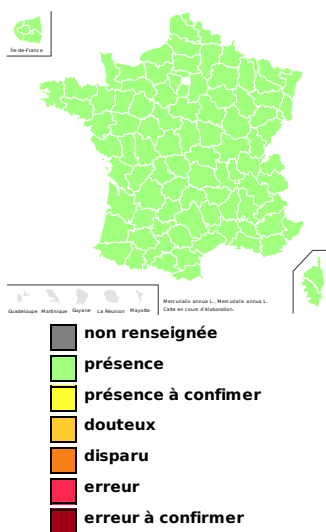 Île-de-France
Guadeloupe Martinique Guyane La Réunion Mayotte
Mercurialis annua L., Mercurialis annua L.
Carte en cours d'élaboration.
non renseignée
présence
présence à confimer
douteux
disparu
erreur
erreur à confirmer